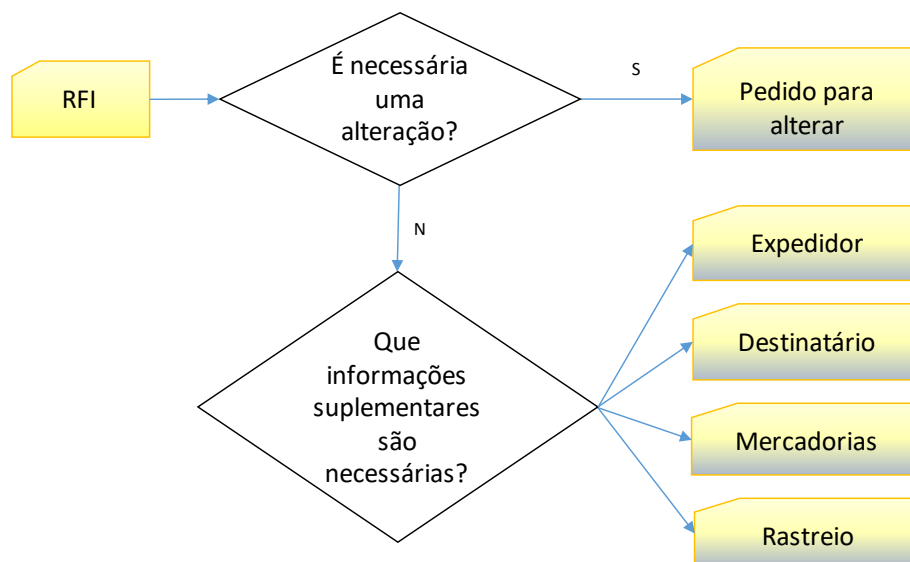 RFI
É necessária
uma
alteração?
S
Pedido para
alterar
N
Que
informações
suplementares
são
necessárias?
Expedidor
Destinatário
Mercadorias
Rastreio